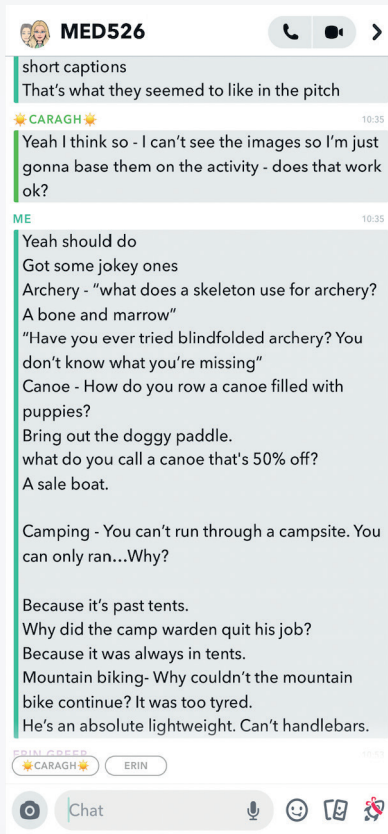 MED526
short captions
That's what they seemed to like in the pitch
☀️CARAGH☀️ 10:35
Yeah I think so - I can't see the images so I'm just
gonna base them on the activity - does that work
ok?
ME 10:35
Yeah should do
Got some jokey ones
Archery - "what does a skeleton use for archery?
A bone and marrow"
"Have you ever tried blindfolded archery? You
don't know what you're missing"
Canoe - How do you row a canoe filled with
puppies?
Bring out the doggy paddle.
what do you call a canoe that's 50% off?
A sale boat.
Camping - You can't run through a campsite. You
can only ran...Why?
Because it's past tents.
Why did the camp warden quit his job?
Because it was always in tents.
Mountain biking- Why couldn't the mountain
bike continue? It was too tyred.
He's an absolute lightweight. Can't handlebars.
ERIN GREER
☀️CARAGH☀️ ERIN
Chat